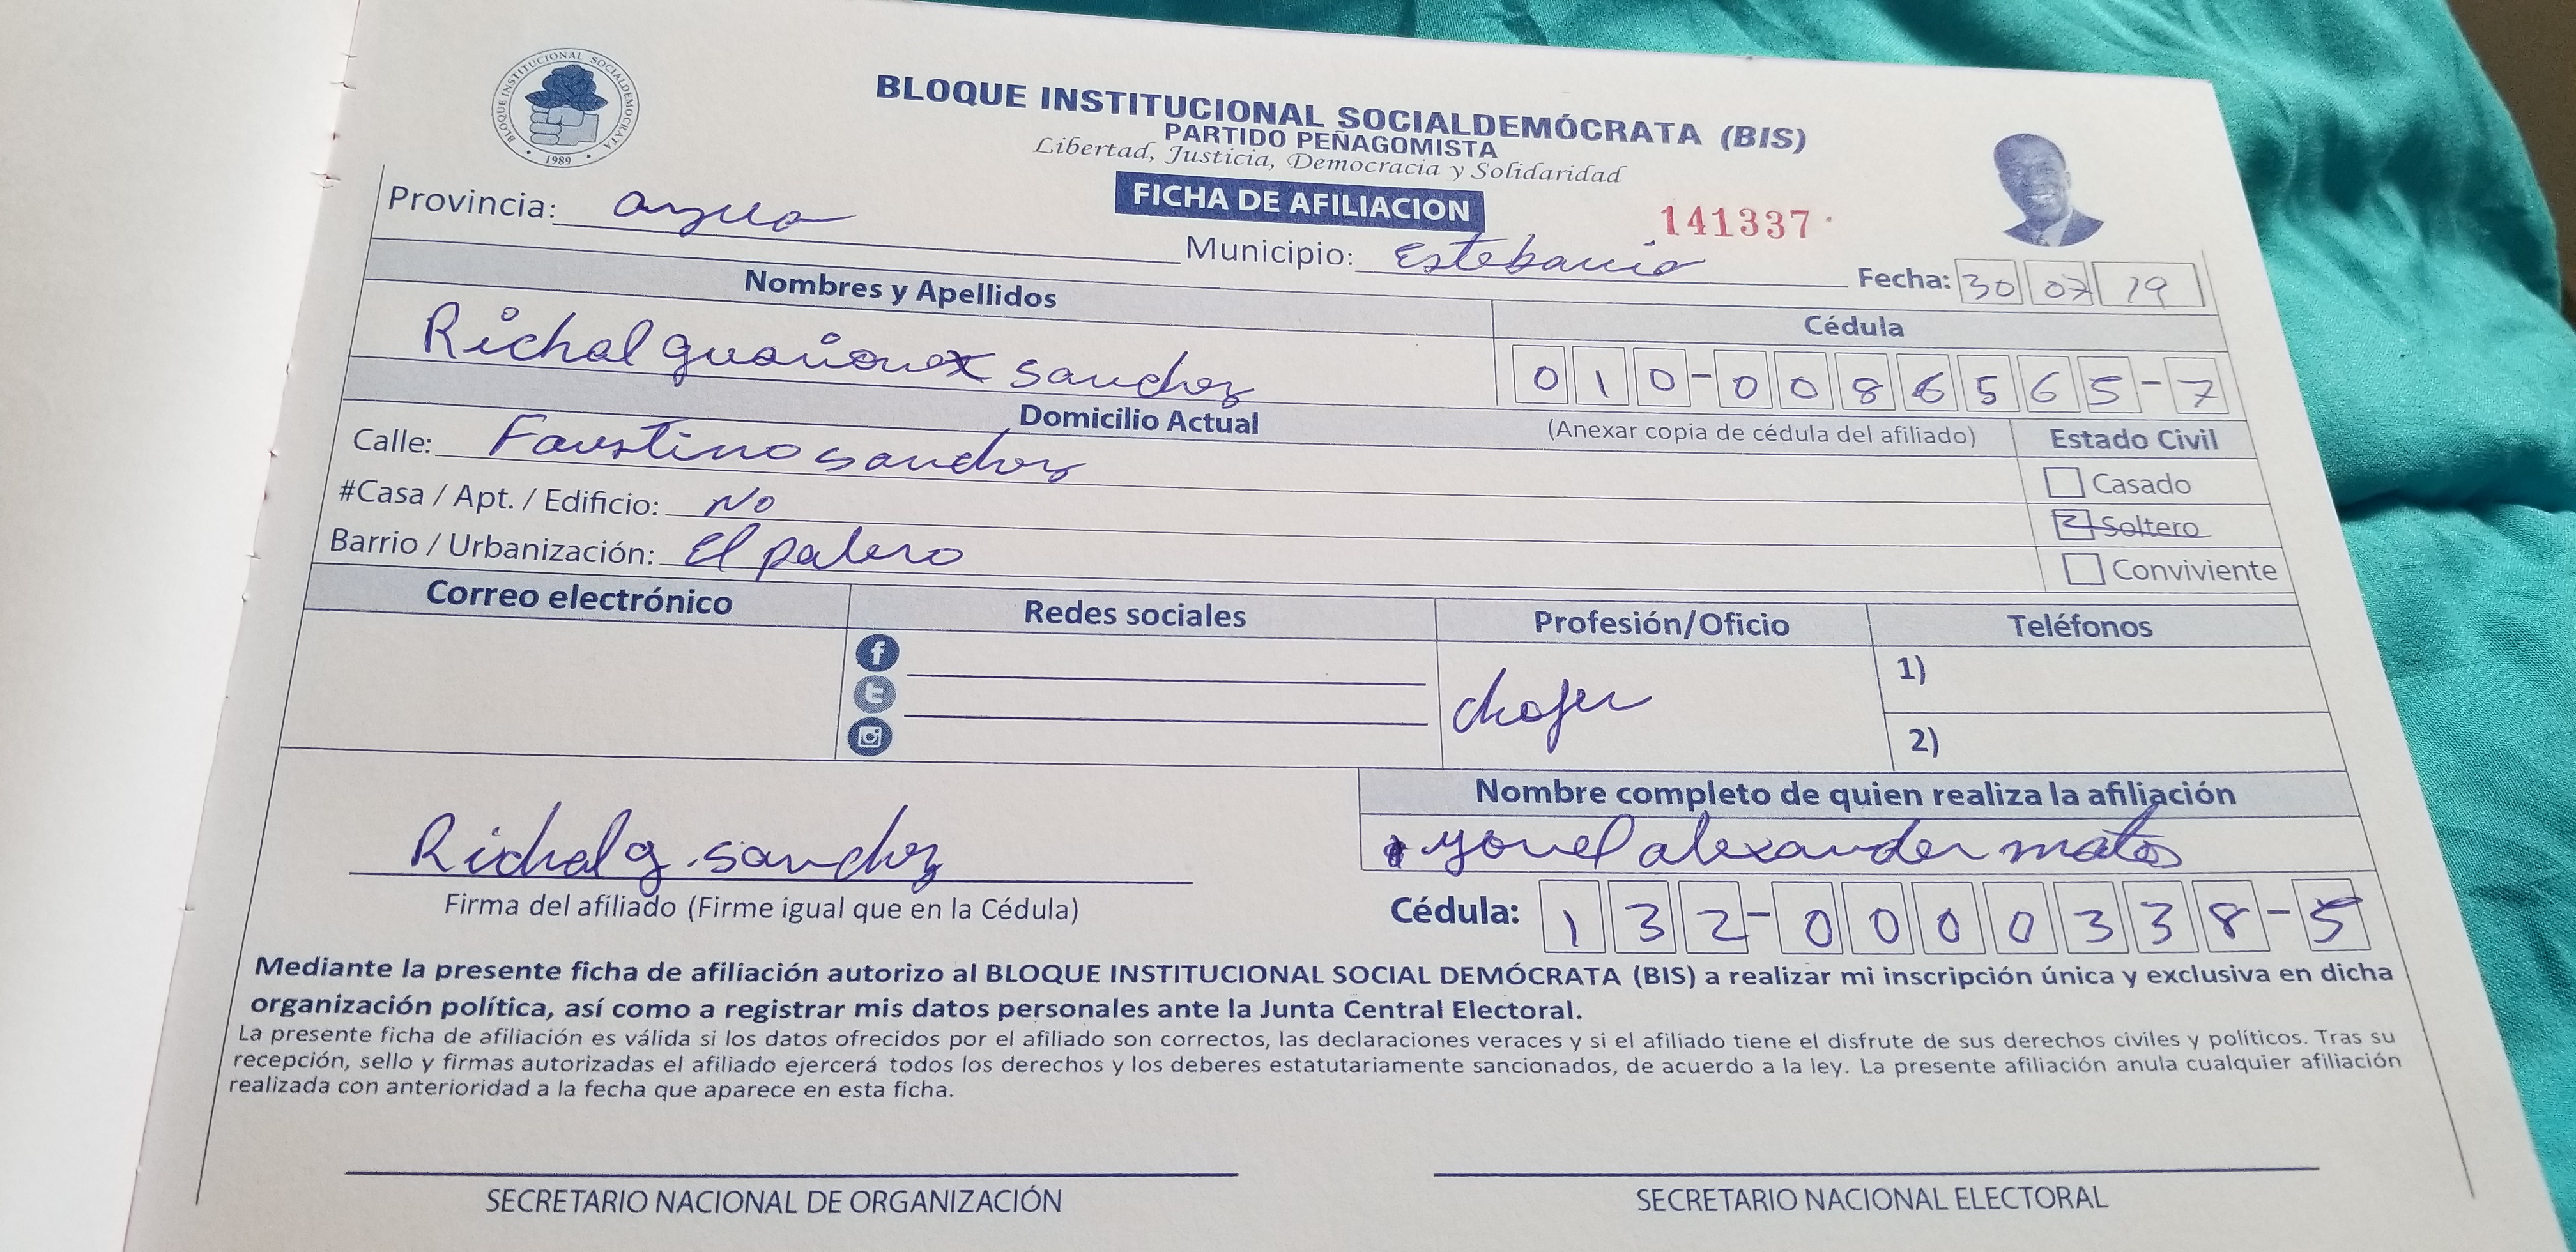 BLOQUE INSTITUCIONAL SOCIALDEMOCRATA
1989
BLOQUE INSTITUCIONAL SOCIALDEMÓCRATA (BIS)
PARTIDO PEÑAGOMISTA
Libertad, Justicia, Democracia y Solidaridad
FICHA DE AFILIACION
141337
Provincia: azua
Municipio: Estebania
Fecha: 30 07 19
Nombres y Apellidos
Richal guarionex sanchez
Cédula
010-0086565-7
(Anexar copia de cédula del afiliado)
Domicilio Actual
Calle: Faustino sanchez
#Casa / Apt. / Edificio: No
Barrio / Urbanización: El palero
Estado Civil
Casado
Soltero
Conviviente
Correo electrónico
Redes sociales
Profesión/Oficio
chofer
Teléfonos
1)
2)
Richal g. sanchez
Firma del afiliado (Firme igual que en la Cédula)
Nombre completo de quien realiza la afiliación
yonel alexander matos
Cédula: 132-0000338-5
Mediante la presente ficha de afiliación autorizo al BLOQUE INSTITUCIONAL SOCIAL DEMÓCRATA (BIS) a realizar mi inscripción única y exclusiva en dicha
organización política, así como a registrar mis datos personales ante la Junta Central Electoral.
La presente ficha de afiliación es válida si los datos ofrecidos por el afiliado son correctos, las declaraciones veraces y si el afiliado tiene el disfrute de sus derechos civiles y políticos. Tras su
recepción, sello y firmas autorizadas el afiliado ejercerá todos los derechos y los deberes estatutariamente sancionados, de acuerdo a la ley. La presente afiliación anula cualquier afiliación
realizada con anterioridad a la fecha que aparece en esta ficha.
SECRETARIO NACIONAL DE ORGANIZACIÓN
SECRETARIO NACIONAL ELECTORAL